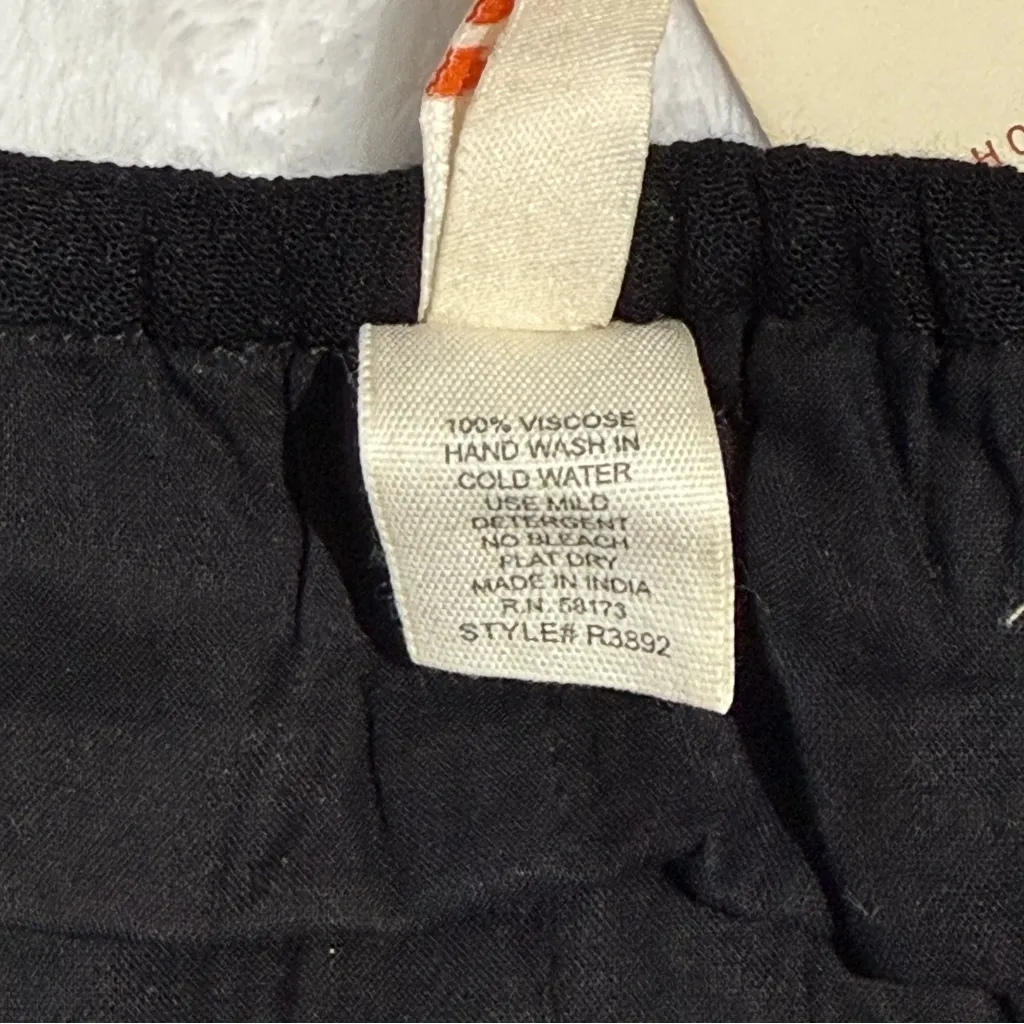 HO
100% VISCOSE
HAND WASH IN
COLD WATER
USE MILD
DETERGENT
NO BLEACH
FLAT DRY
MADE IN INDIA
R.N. 58173
STYLE# R3892